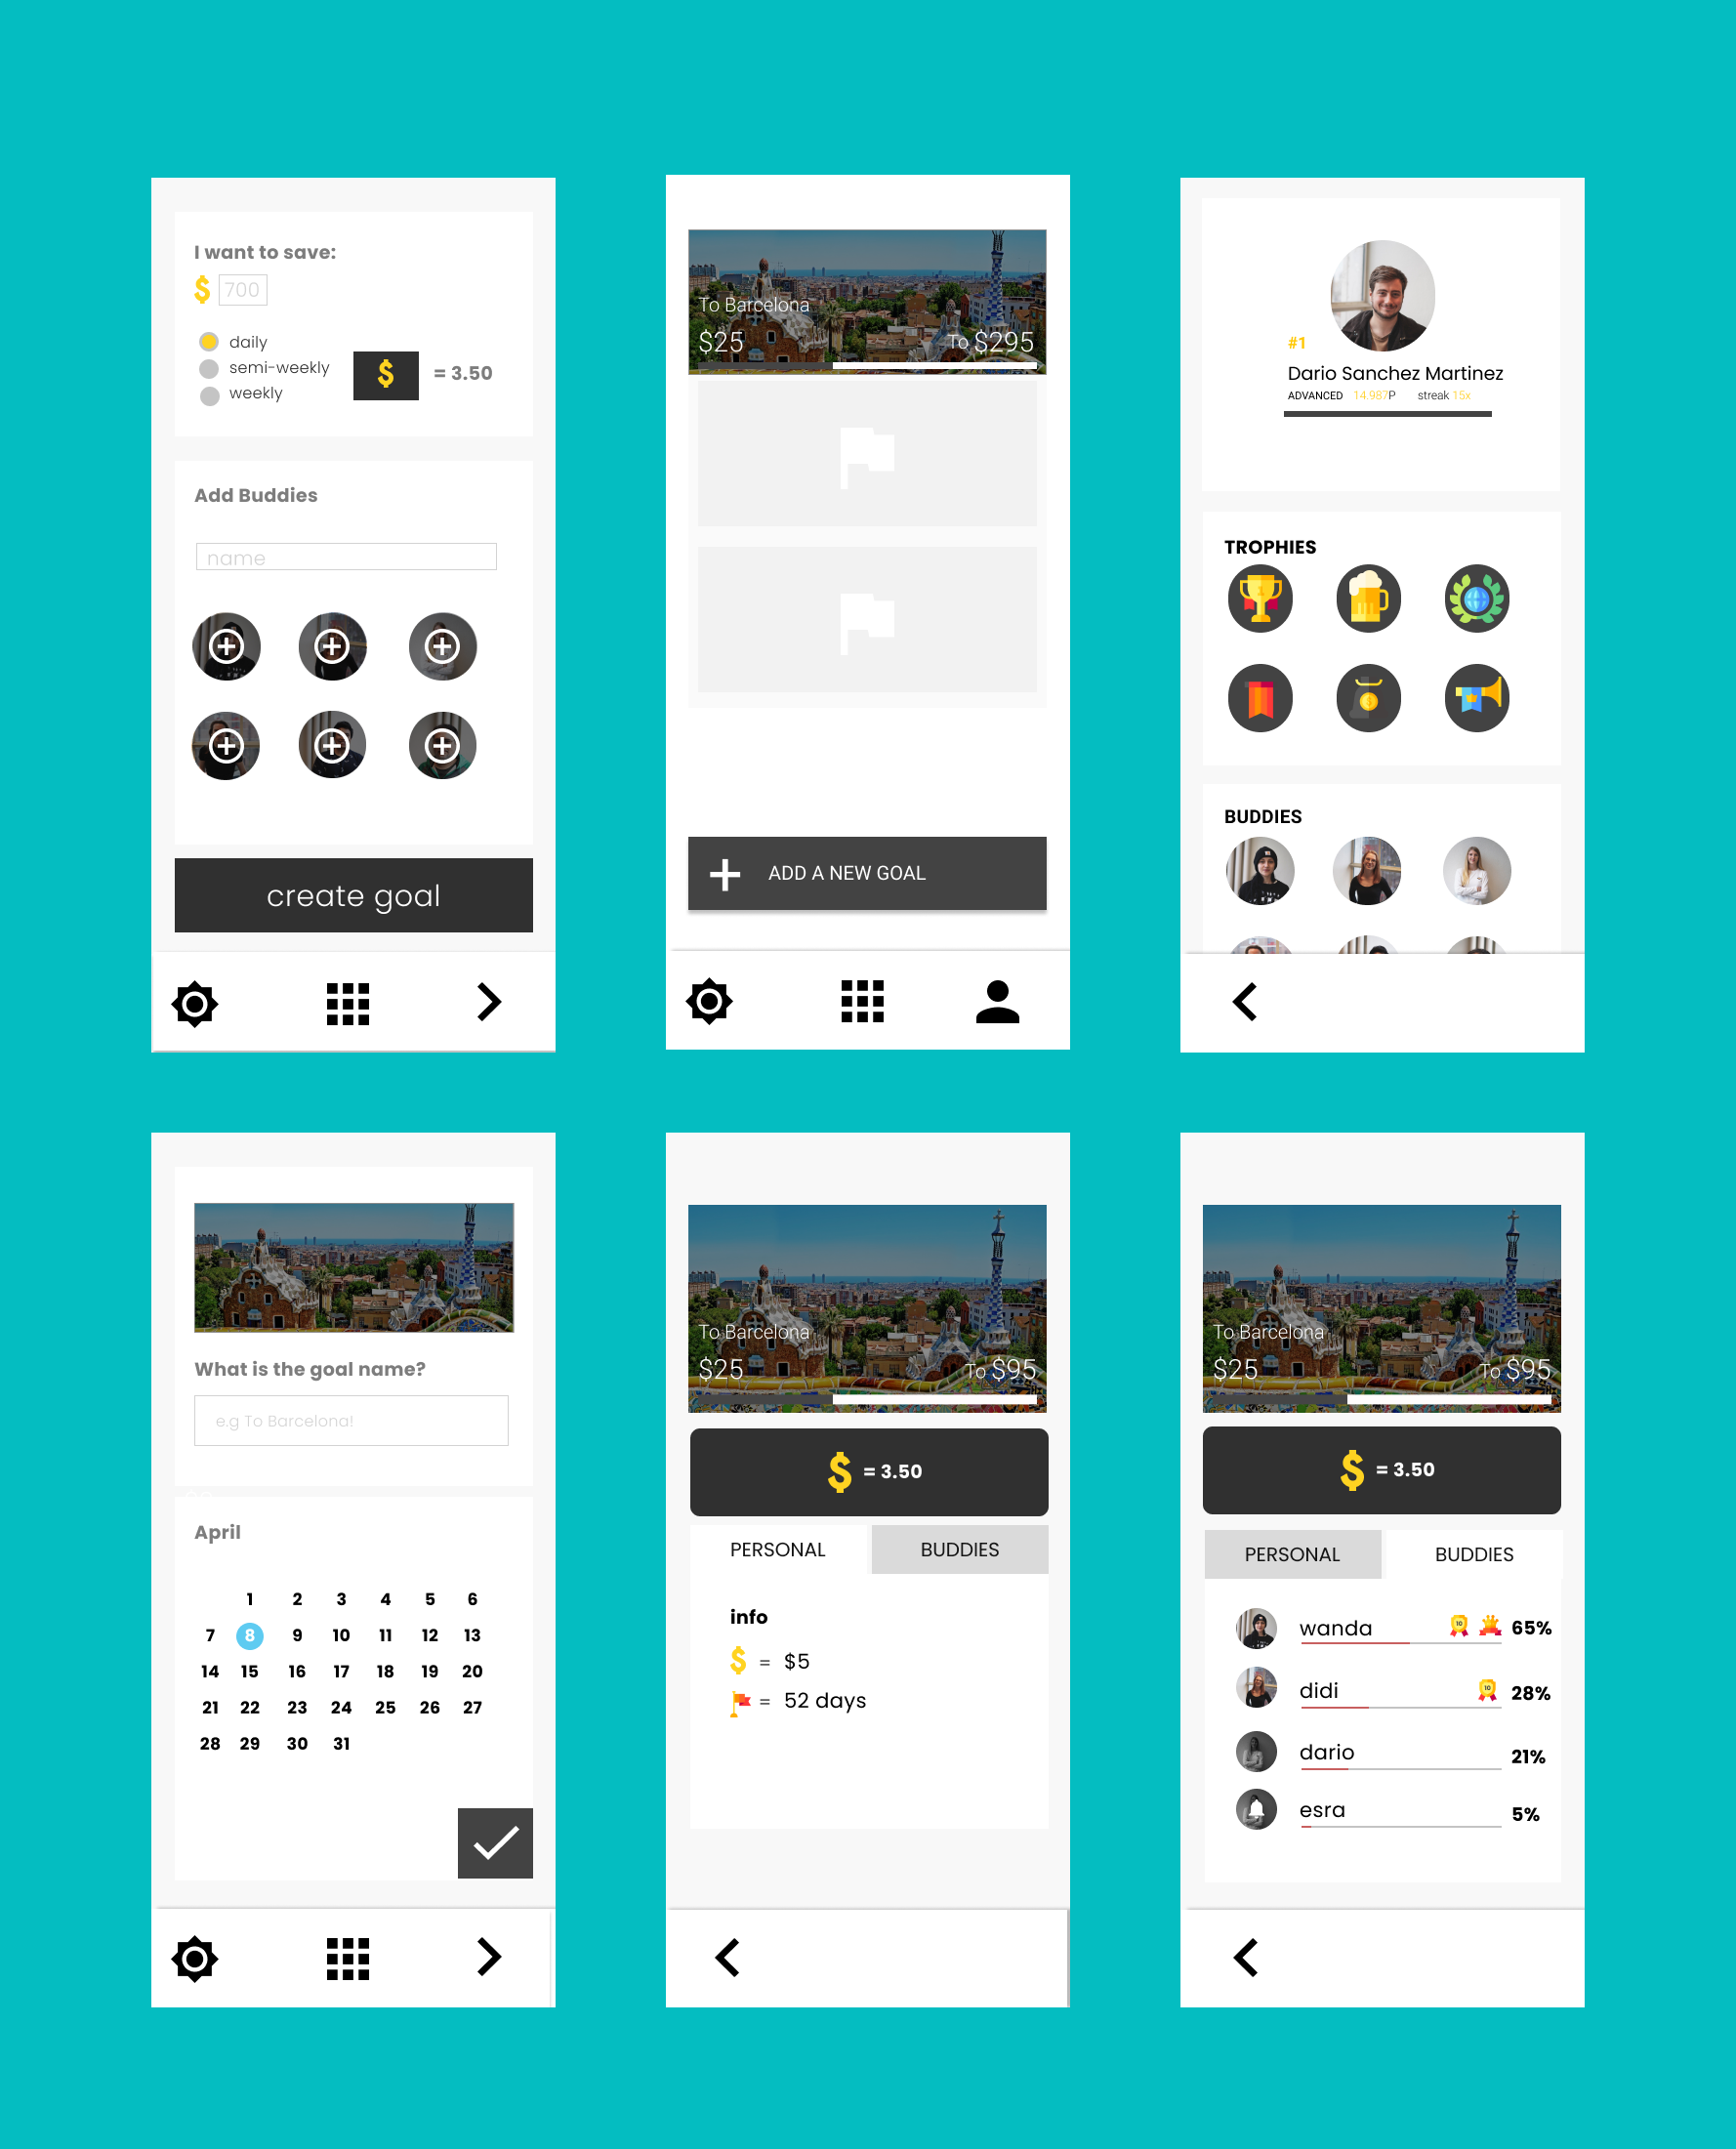 I want to save:
$ 700
daily
semi-weekly
weekly
$ = 3.50
Add Buddies
name
create goal
To Barcelona
$25 To $295
ADD A NEW GOAL
#1
Dario Sanchez Martinez
ADVANCED 14.987P streak 15x
TROPHIES
1
BUDDIES
What is the goal name?
e.g To Barcelona!
April
1 2 3 4 5 6
7 8 9 10 11 12 13
14 15 16 17 18 19 20
21 22 23 24 25 26 27
28 29 30 31
To Barcelona
$25 To $95
$ = 3.50
PERSONAL BUDDIES
info
$ = $5
= 52 days
To Barcelona
$25 To $95
$ = 3.50
PERSONAL BUDDIES
wanda 10 65%
didi 10 28%
dario 21%
esra 5%